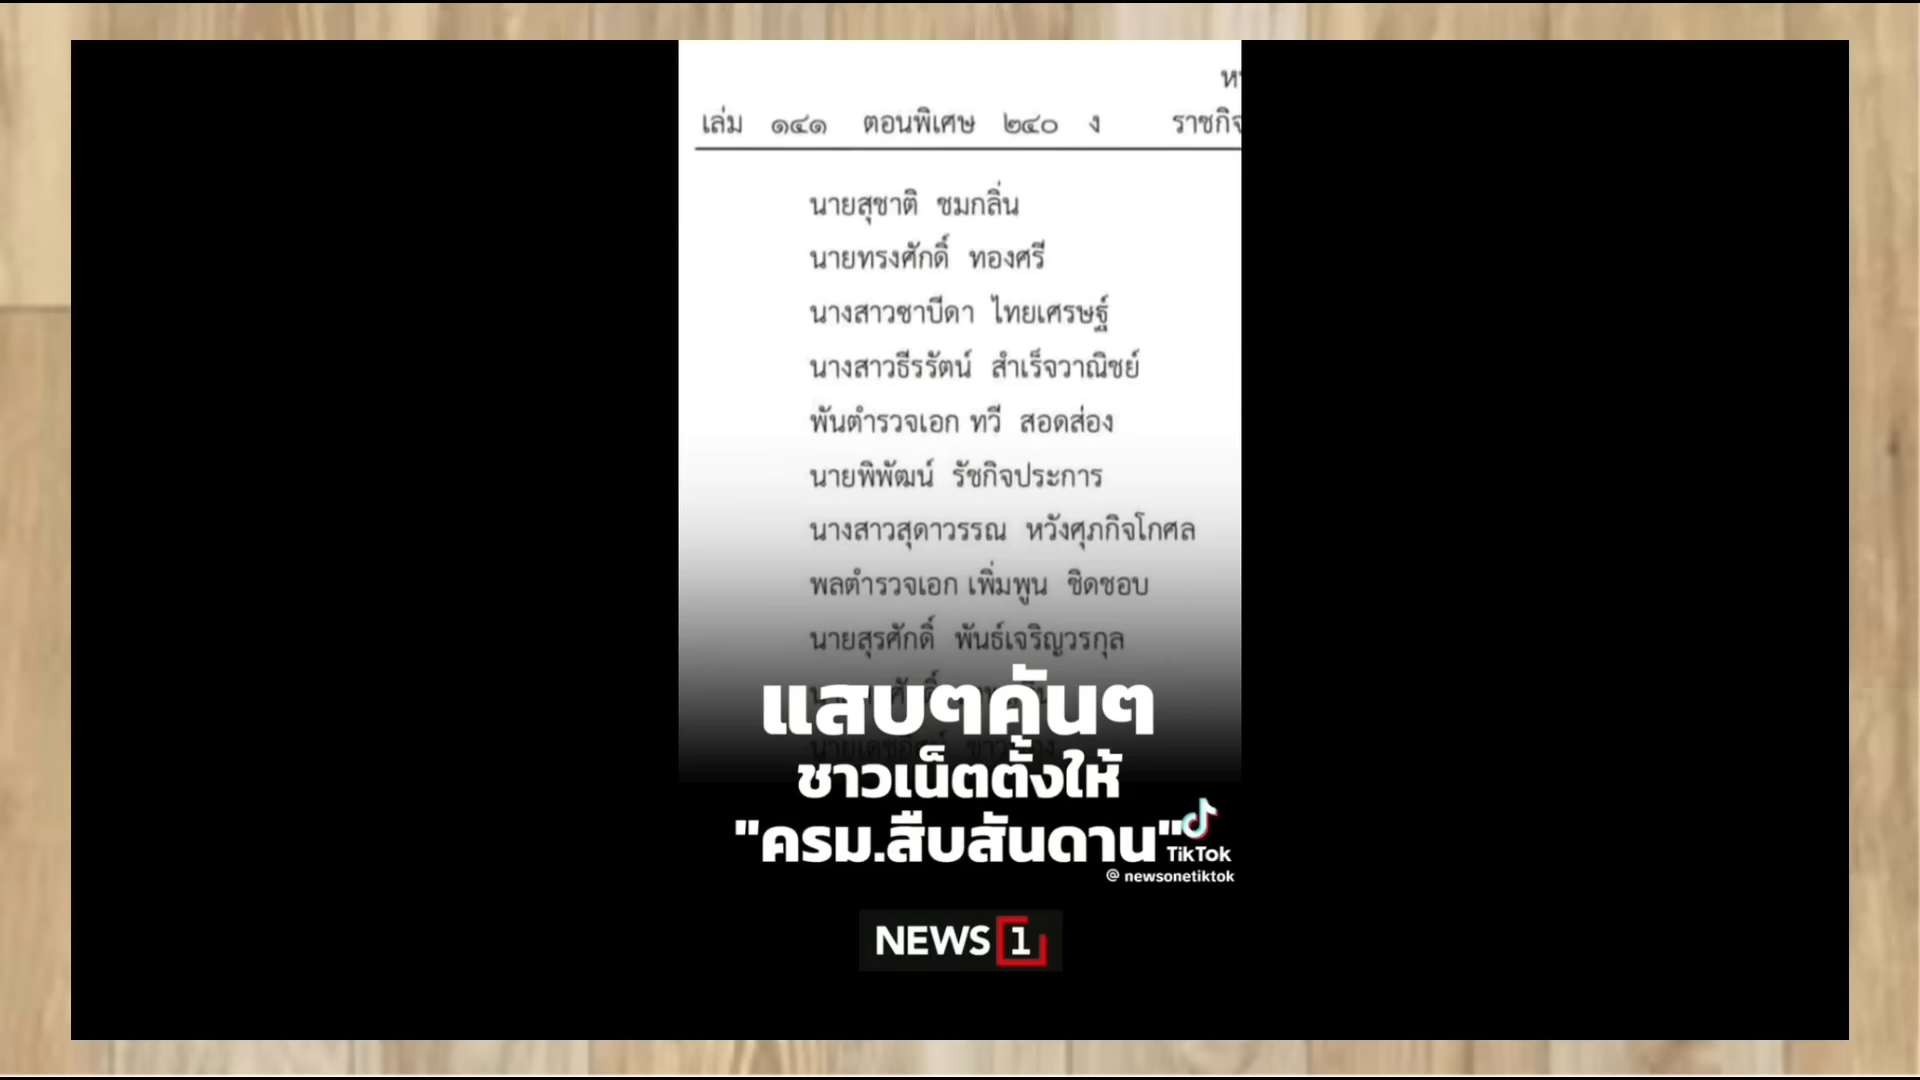 ห
เล่ม ๑๔๑ ตอนพิเศษ ๒๔๐ ง ราชกิจ
นายสุชาติ ชมกลิ่น
นายทรงศักดิ์ ทองศรี
นางสาวซาบีดา ไทยเศรษฐ์
นางสาวธีรรัตน์ สำเร็จวาณิชย์
พันตำรวจเอก ทวี สอดส่อง
นายพิพัฒน์ รัชกิจประการ
นางสาวสุดาวรรณ หวังศุภกิจโกศล
พลตำรวจเอก เพิ่มพูน ชิดชอบ
นายสุรศักดิ์ พันธ์เจริญวรกุล
แสบๆคันๆ
ชาวเน็ตตั้งให้
"ครม.สืบสันดาน"
TikTok
@ newsonetiktok
NEWS 1